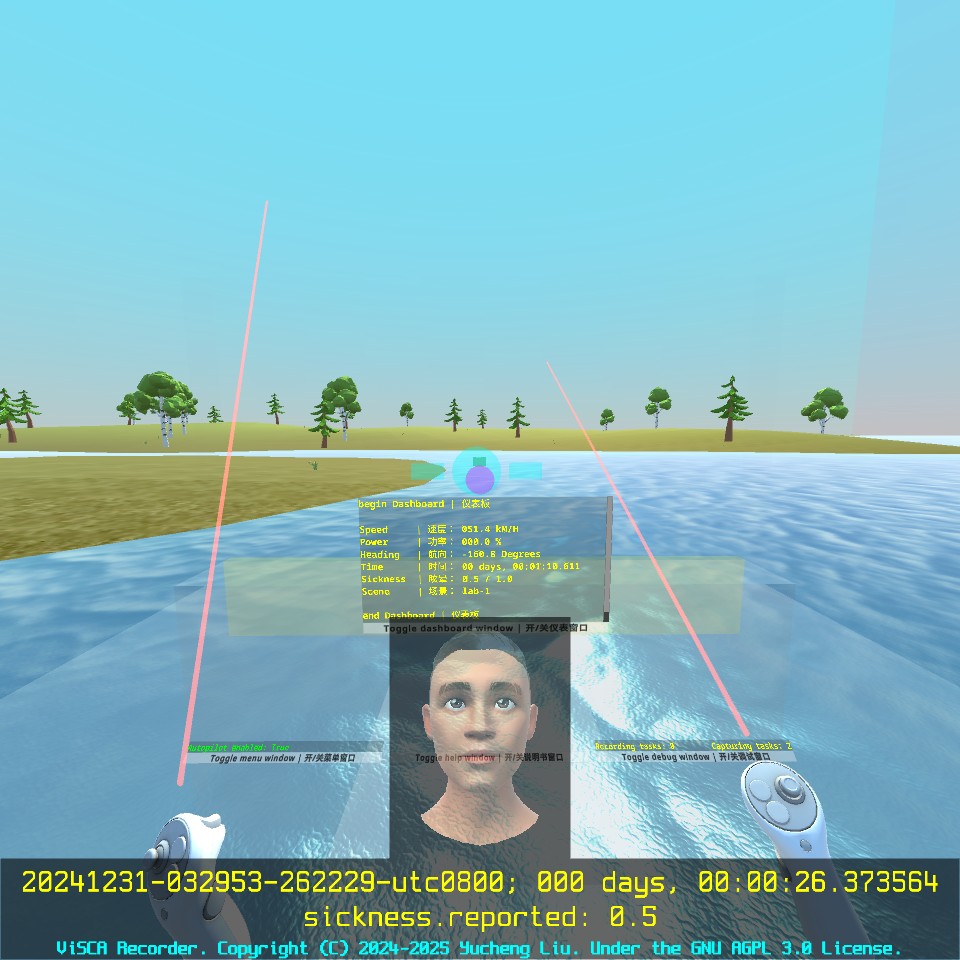 begin Dashboard | 仪表板
Speed | 速度: 051.4 kM/H
Power | 功率: 000.0 %
Heading | 航向: -160.8 Degrees
Time | 时间: 00 days, 00:01:10.611
Sickness | 眩晕: 0.5 / 1.0
Scene | 场景: lab-1
end Dashboard | 仪表板
Toggle dashboard window | 开/关仪表窗口
Autopilot enabled: True
Toggle menu window | 开/关菜单窗口
Toggle help window | 开/关说明书窗口
Recording tasks: 0 Capturing tasks: 2
Toggle debug window | 开/关调试窗口
20241231-032953-262229-utc0800; 000 days, 00:00:26.373564
sickness.reported: 0.5
ViSCA Recorder. Copyright (C) 2024-2025 Yucheng Liu. Under the GNU AGPL 3.0 License.